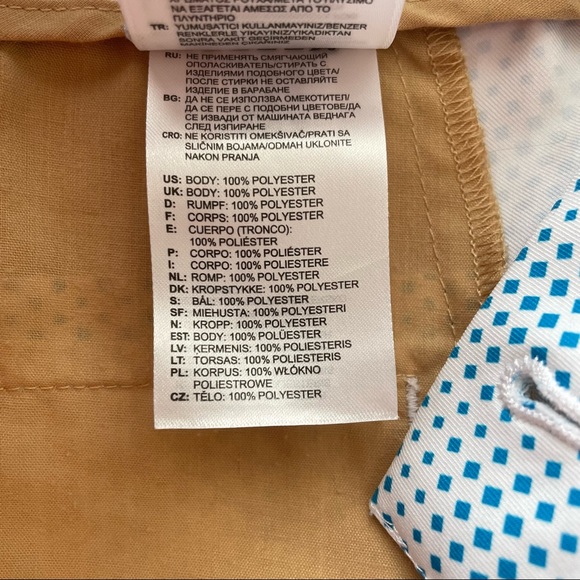 ΝΑ ΕΞΑΓΕΤΑΙ ΑΜΕΣΩΣ ΑΠΟ ΤΟ
ΠΛΥΝΤΗΡΙΟ
TR: YUMUSATICI KULLANMAYINIZ/BENZER
RENKLERLE YIKAYINIZ/YIKADIKTAN
SONRA VAKIT GEÇIRMEDEN
MAKINEDEN ÇIKARINIZ
RU: НЕ ПРИМЕНЯТЬ СМЯГЧАЮЩИЙ
ОПОЛАСКИВАТЕЛЬ/СТИРАТЬ С
ИЗДЕЛИЯМИ ПОДОБНОГО ЦВЕТА/
ПОСЛЕ СТИРКИ НЕ ОСТАВЛЯЙТЕ
ИЗДЕЛИЕ В БАРАБАНЕ
BG: ДА НЕ СЕ ИЗПОЛЗВА ОМЕКОТИТЕЛ/
ДА СЕ ПЕРЕ С ПОДОБНИ ЦВЕТОВЕ/ДА
СЕ ИЗВАДИ ОТ МАШИНАТА ВЕДНАГА
СЛЕД ИЗПИРАНЕ
CRO: NE KORISTITI OMEKŠIVAČ/PRATI SA
SLIČNIM BOJAMA/ODMAH UKLONITE
NAKON PRANJA
US: BODY: 100% POLYESTER
UK: BODY: 100% POLYESTER
D: RUMPF: 100% POLYESTER
F: CORPS: 100% POLYESTER
E: CUERPO (TRONCO):
100% POLIÉSTER
P: CORPO: 100% POLIÉSTER
I: CORPO: 100% POLIESTERE
NL: ROMP: 100% POLYESTER
DK: KROPSTYKKE: 100% POLYESTER
S: BÅL: 100% POLYESTER
SF: MIEHUSTA: 100% POLYESTERI
N: KROPP: 100% POLYESTER
EST: BODY: 100% POLÜESTER
LV: ĶERMENIS: 100% POLIESTERIS
LT: TORSAS: 100% POLIESTERIS
PL: KORPUS: 100% WŁÓKNO
POLIESTROWE
CZ: TĚLO: 100% POLYESTER